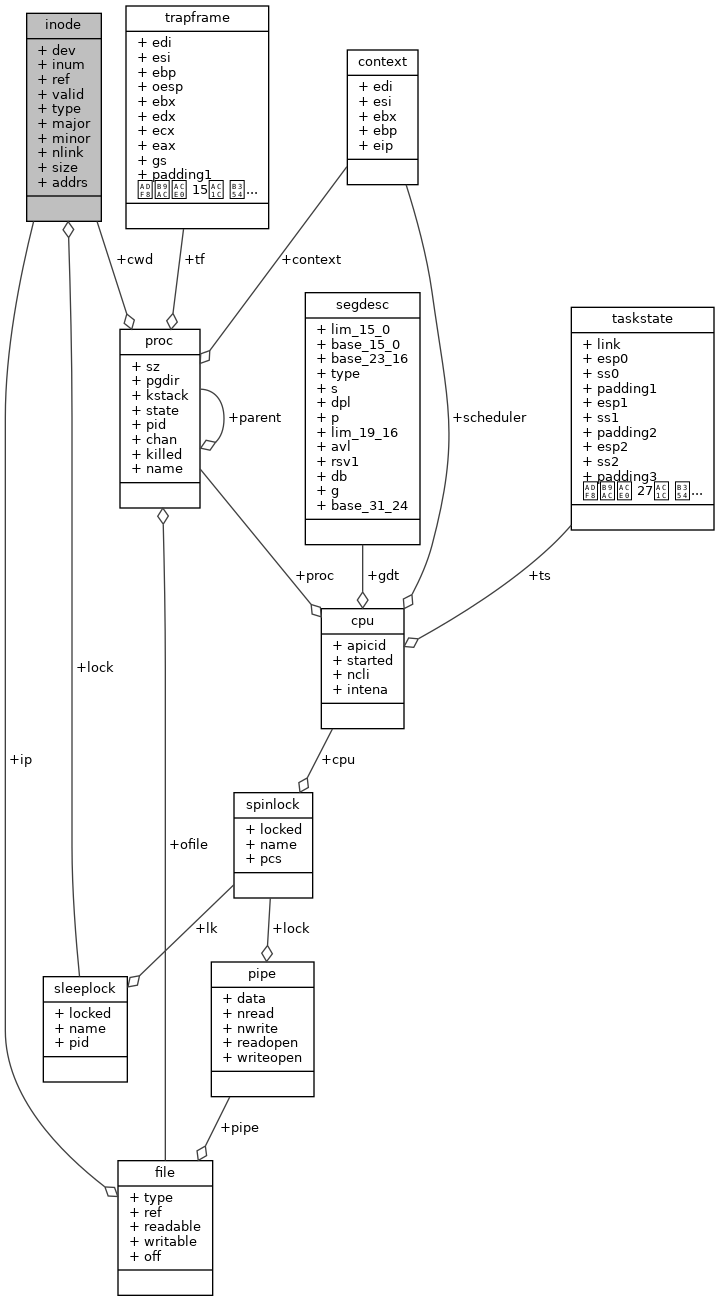 inode
+ dev
+ inum
+ ref
+ valid
+ type
+ major
+ minor
+ nlink
+ size
+ addrs
trapframe
+ edi
+ esi
+ ebp
+ oesp
+ ebx
+ edx
+ ecx
+ eax
+ gs
+ padding1
15
...
context
+ edi
+ esi
+ ebx
+ ebp
+ eip
+cwd
+tf
+context
segdesc
+ lim_15_0
+ base_15_0
+ base_23_16
+ type
+ s
+ dpl
+ p
+ lim_19_16
+ avl
+ rsv1
+ db
+ g
+ base_31_24
taskstate
+ link
+ esp0
+ ss0
+ padding1
+ esp1
+ ss1
+ padding2
+ esp2
+ ss2
+ padding3
27
...
proc
+ sz
+ pgdir
+ kstack
+ state
+ pid
+ chan
+ killed
+ name
+parent
+scheduler
+proc
+gdt
+ts
cpu
+ apicid
+ started
+ ncli
+ intena
+lock
+ip
+cpu
spinlock
+ locked
+ name
+ pcs
+ofile
+lk
+lock
sleeplock
+ locked
+ name
+ pid
pipe
+ data
+ nread
+ nwrite
+ readopen
+ writeopen
+pipe
file
+ type
+ ref
+ readable
+ writable
+ off